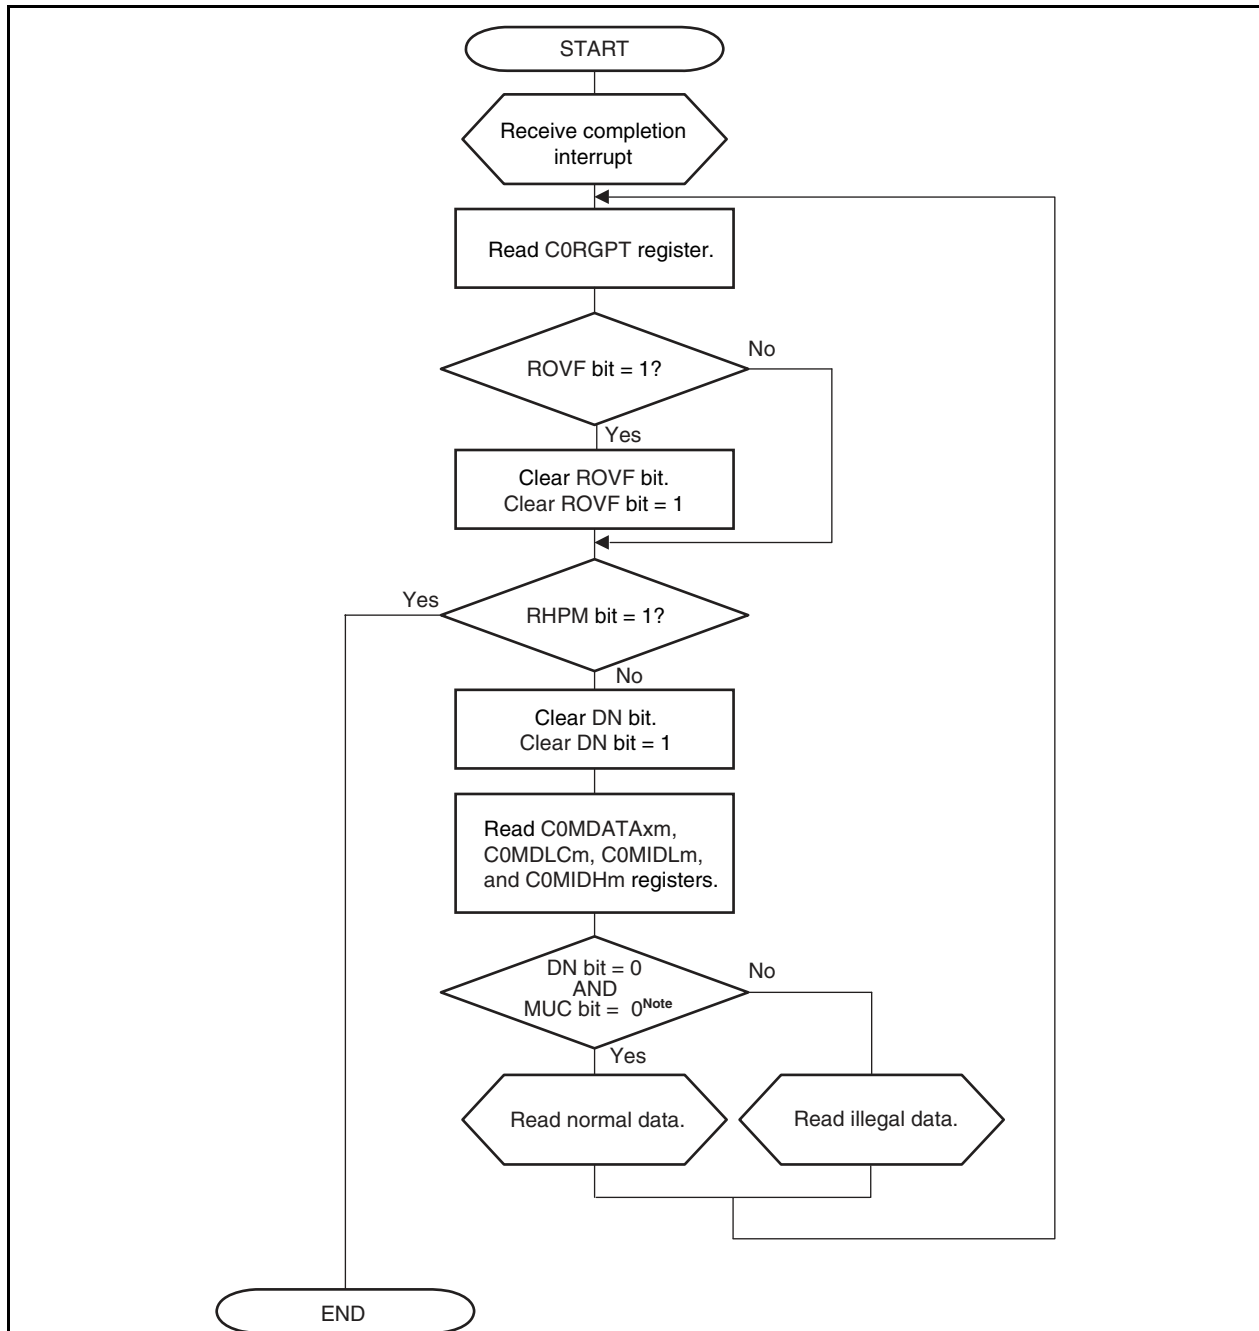 START
Receive completion
interrupt
Read C0RGPT register.
ROVF bit = 1?
No
Yes
Clear ROVF bit.
Clear ROVF bit = 1
Yes
RHPM bit = 1?
No
Clear DN bit.
Clear DN bit = 1
Read C0MDATAxm,
C0MDLCm, C0MIDLm,
and C0MIDHm registers.
DN bit = 0
AND
MUC bit = 0Note
No
Yes
Read normal data.
Read illegal data.
END